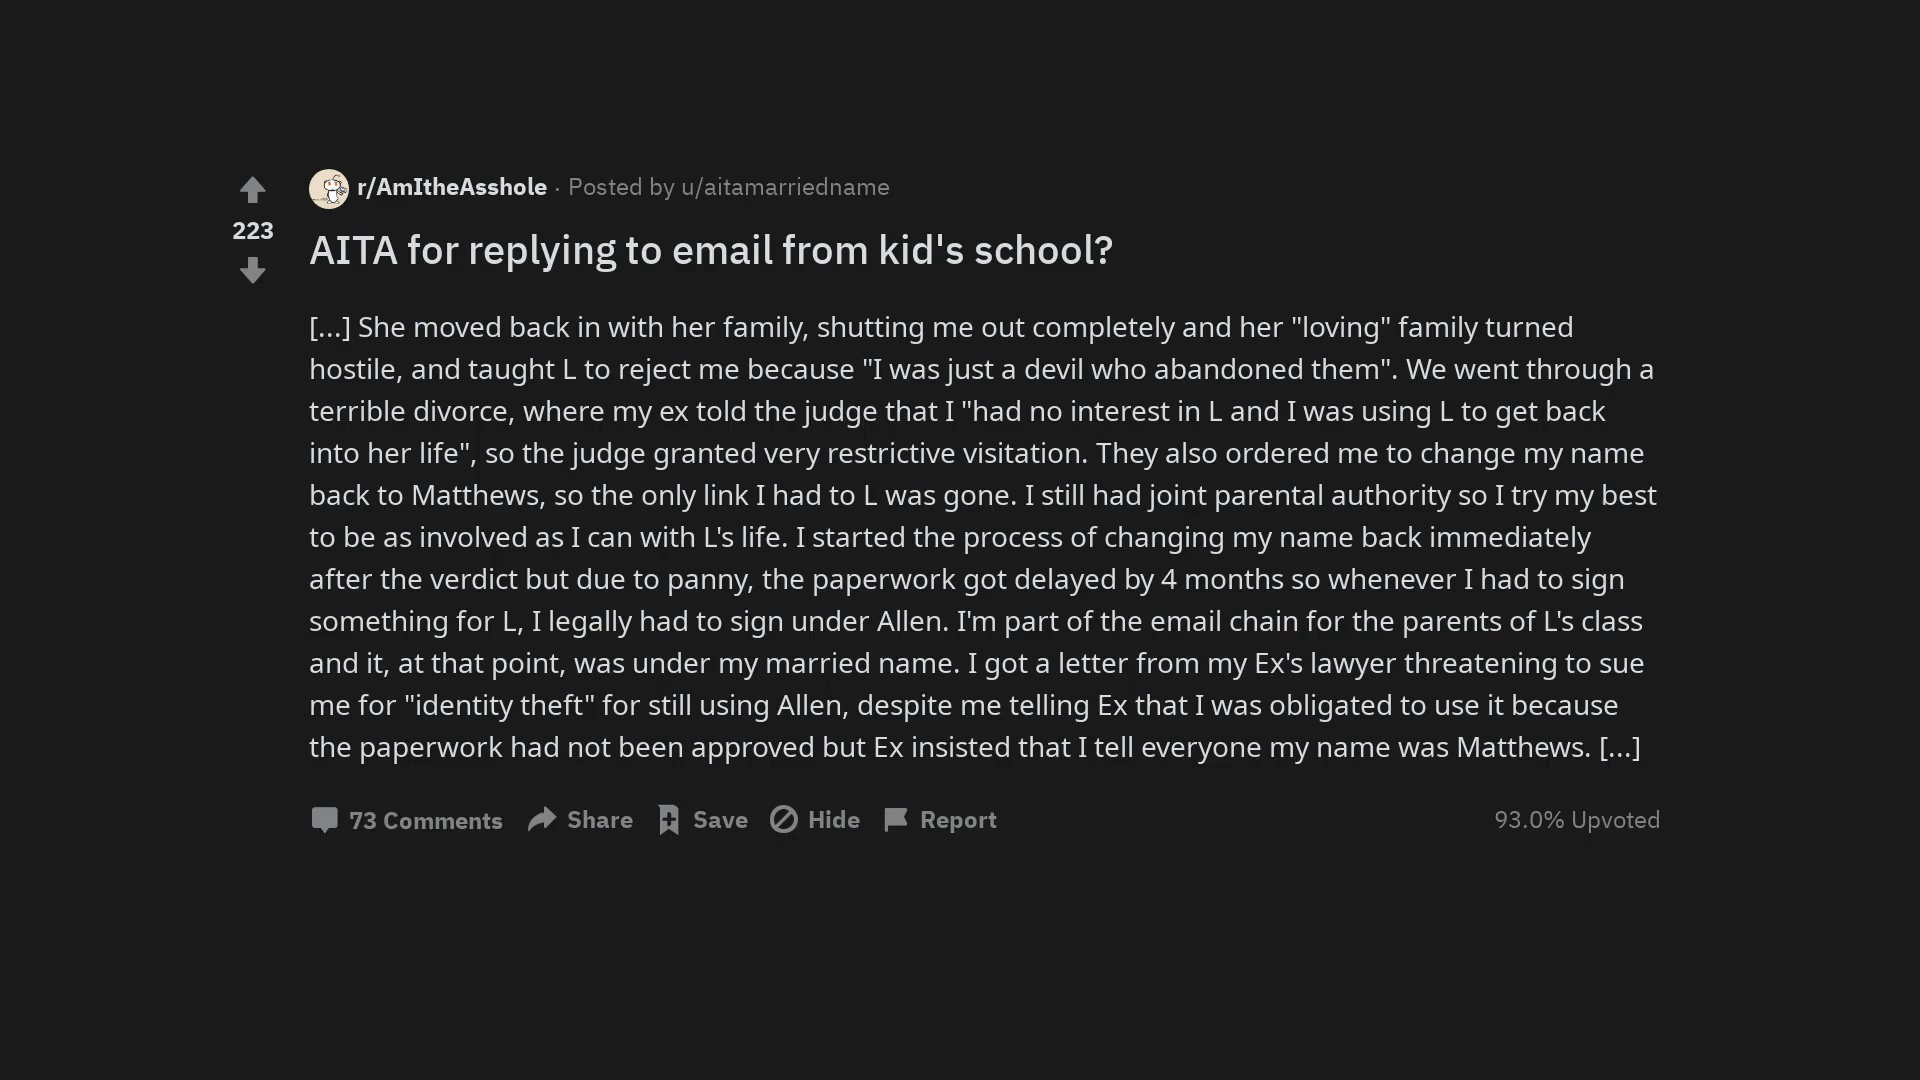 r/AmItheAsshole · Posted by u/aitamarriedname
223
AITA for replying to email from kid's school?
[...] She moved back in with her family, shutting me out completely and her "loving" family turned
hostile, and taught L to reject me because "I was just a devil who abandoned them". We went through a
terrible divorce, where my ex told the judge that I "had no interest in L and I was using L to get back
into her life", so the judge granted very restrictive visitation. They also ordered me to change my name
back to Matthews, so the only link I had to L was gone. I still had joint parental authority so I try my best
to be as involved as I can with L's life. I started the process of changing my name back immediately
after the verdict but due to panny, the paperwork got delayed by 4 months so whenever I had to sign
something for L, I legally had to sign under Allen. I'm part of the email chain for the parents of L's class
and it, at that point, was under my married name. I got a letter from my Ex's lawyer threatening to sue
me for "identity theft" for still using Allen, despite me telling Ex that I was obligated to use it because
the paperwork had not been approved but Ex insisted that I tell everyone my name was Matthews. [...]
73 Comments Share Save Hide Report 93.0% Upvoted